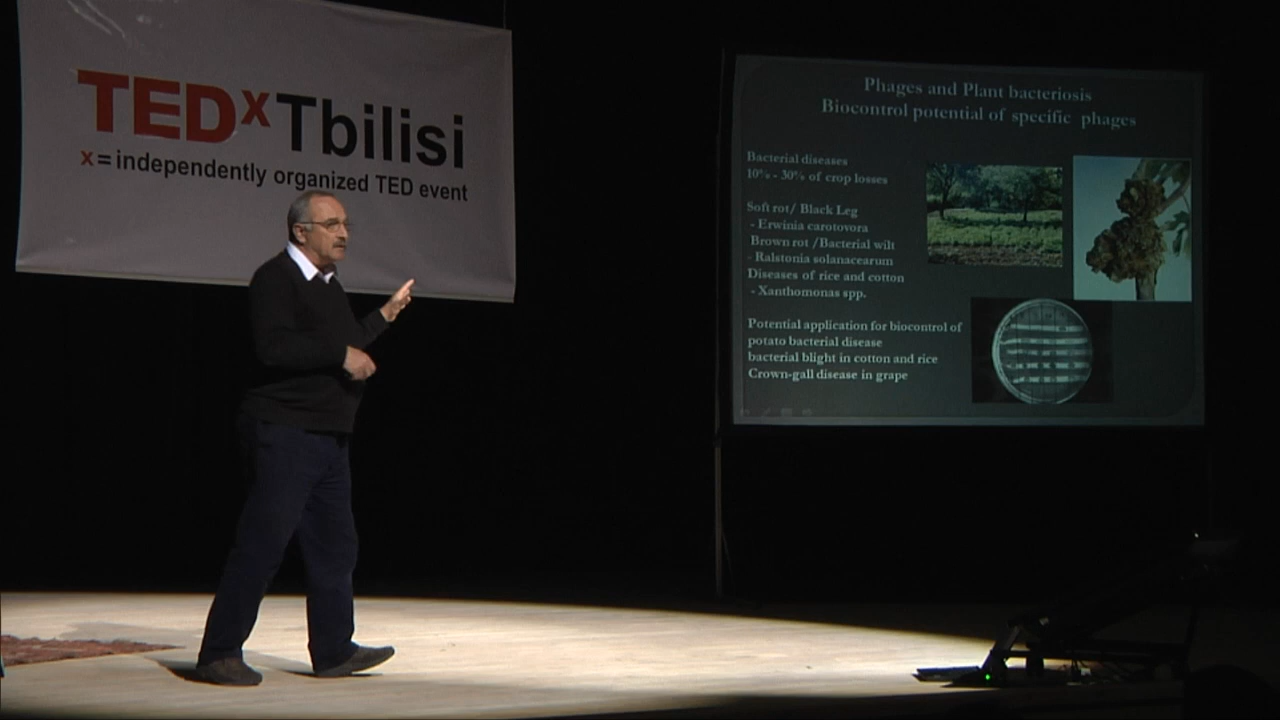 TEDxTbilisi
x=independently organized TED event
Phages and Plant bacteriosis
Biocontrol potential of specific phages
Bacterial diseases
10% - 30% of crop losses
Soft rot/ Black Leg
- Erwinia carotovora
Brown rot /Bacterial wilt
- Ralstonia solanacearum
Diseases of rice and cotton
- Xanthomonas spp.
Potential application for biocontrol of
potato bacterial disease
bacterial blight in cotton and rice
Crown-gall disease in grape